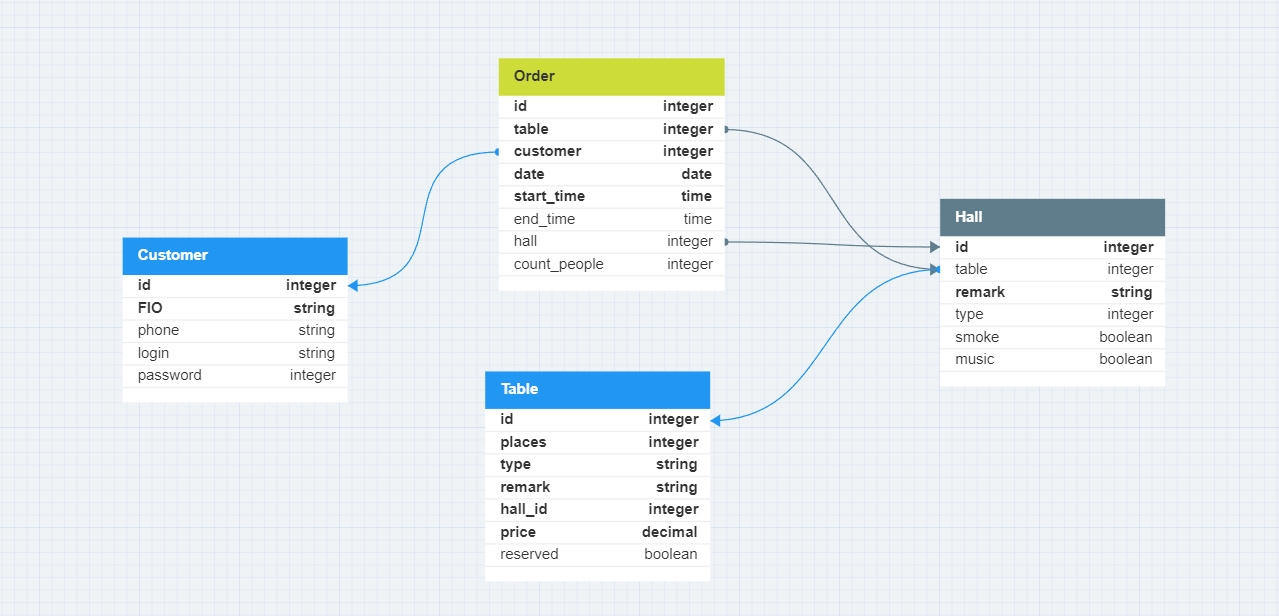 Order
id integer
table integer
customer integer
date date
start_time time
end_time time
hall integer
count_people integer
Hall
id integer
table integer
remark string
type integer
smoke boolean
music boolean
Customer
id integer
FIO string
phone string
login string
password integer
Table
id integer
places integer
type string
remark string
hall_id integer
price decimal
reserved boolean